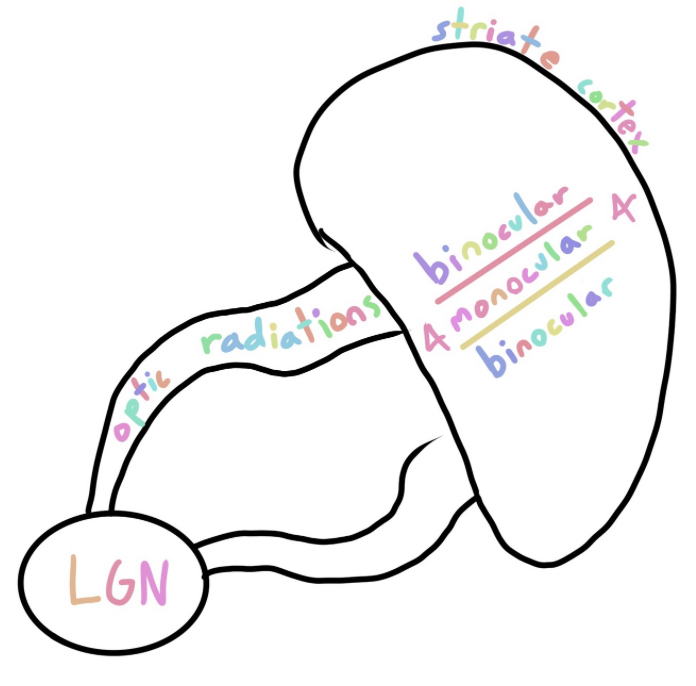 striate cortex
binocular
4
monocular
4
binocular
optic radiations
LGN